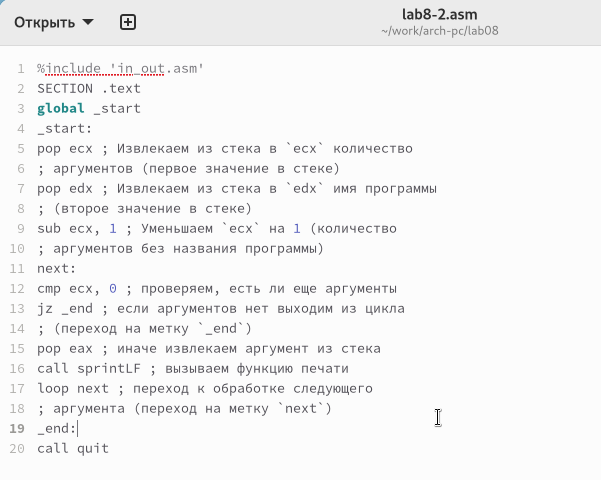 Открыть
lab8-2.asm
~/work/arch-pc/lab08
1 %include 'in_out.asm'
2 SECTION .text
3 global _start
4 _start:
5 pop ecx ; Извлекаем из стека в `ecx` количество
6 ; аргументов (первое значение в стеке)
7 pop edx ; Извлекаем из стека в `edx` имя программы
8 ; (второе значение в стеке)
9 sub ecx, 1 ; Уменьшаем `ecx` на 1 (количество
10 ; аргументов без названия программы)
11 next:
12 cmp ecx, 0 ; проверяем, есть ли еще аргументы
13 jz _end ; если аргументов нет выходим из цикла
14 ; (переход на метку `_end`)
15 pop eax ; иначе извлекаем аргумент из стека
16 call sprintLF ; вызываем функцию печати
17 loop next ; переход к обработке следующего
18 ; аргумента (переход на метку `next`)
19 _end:
20 call quit